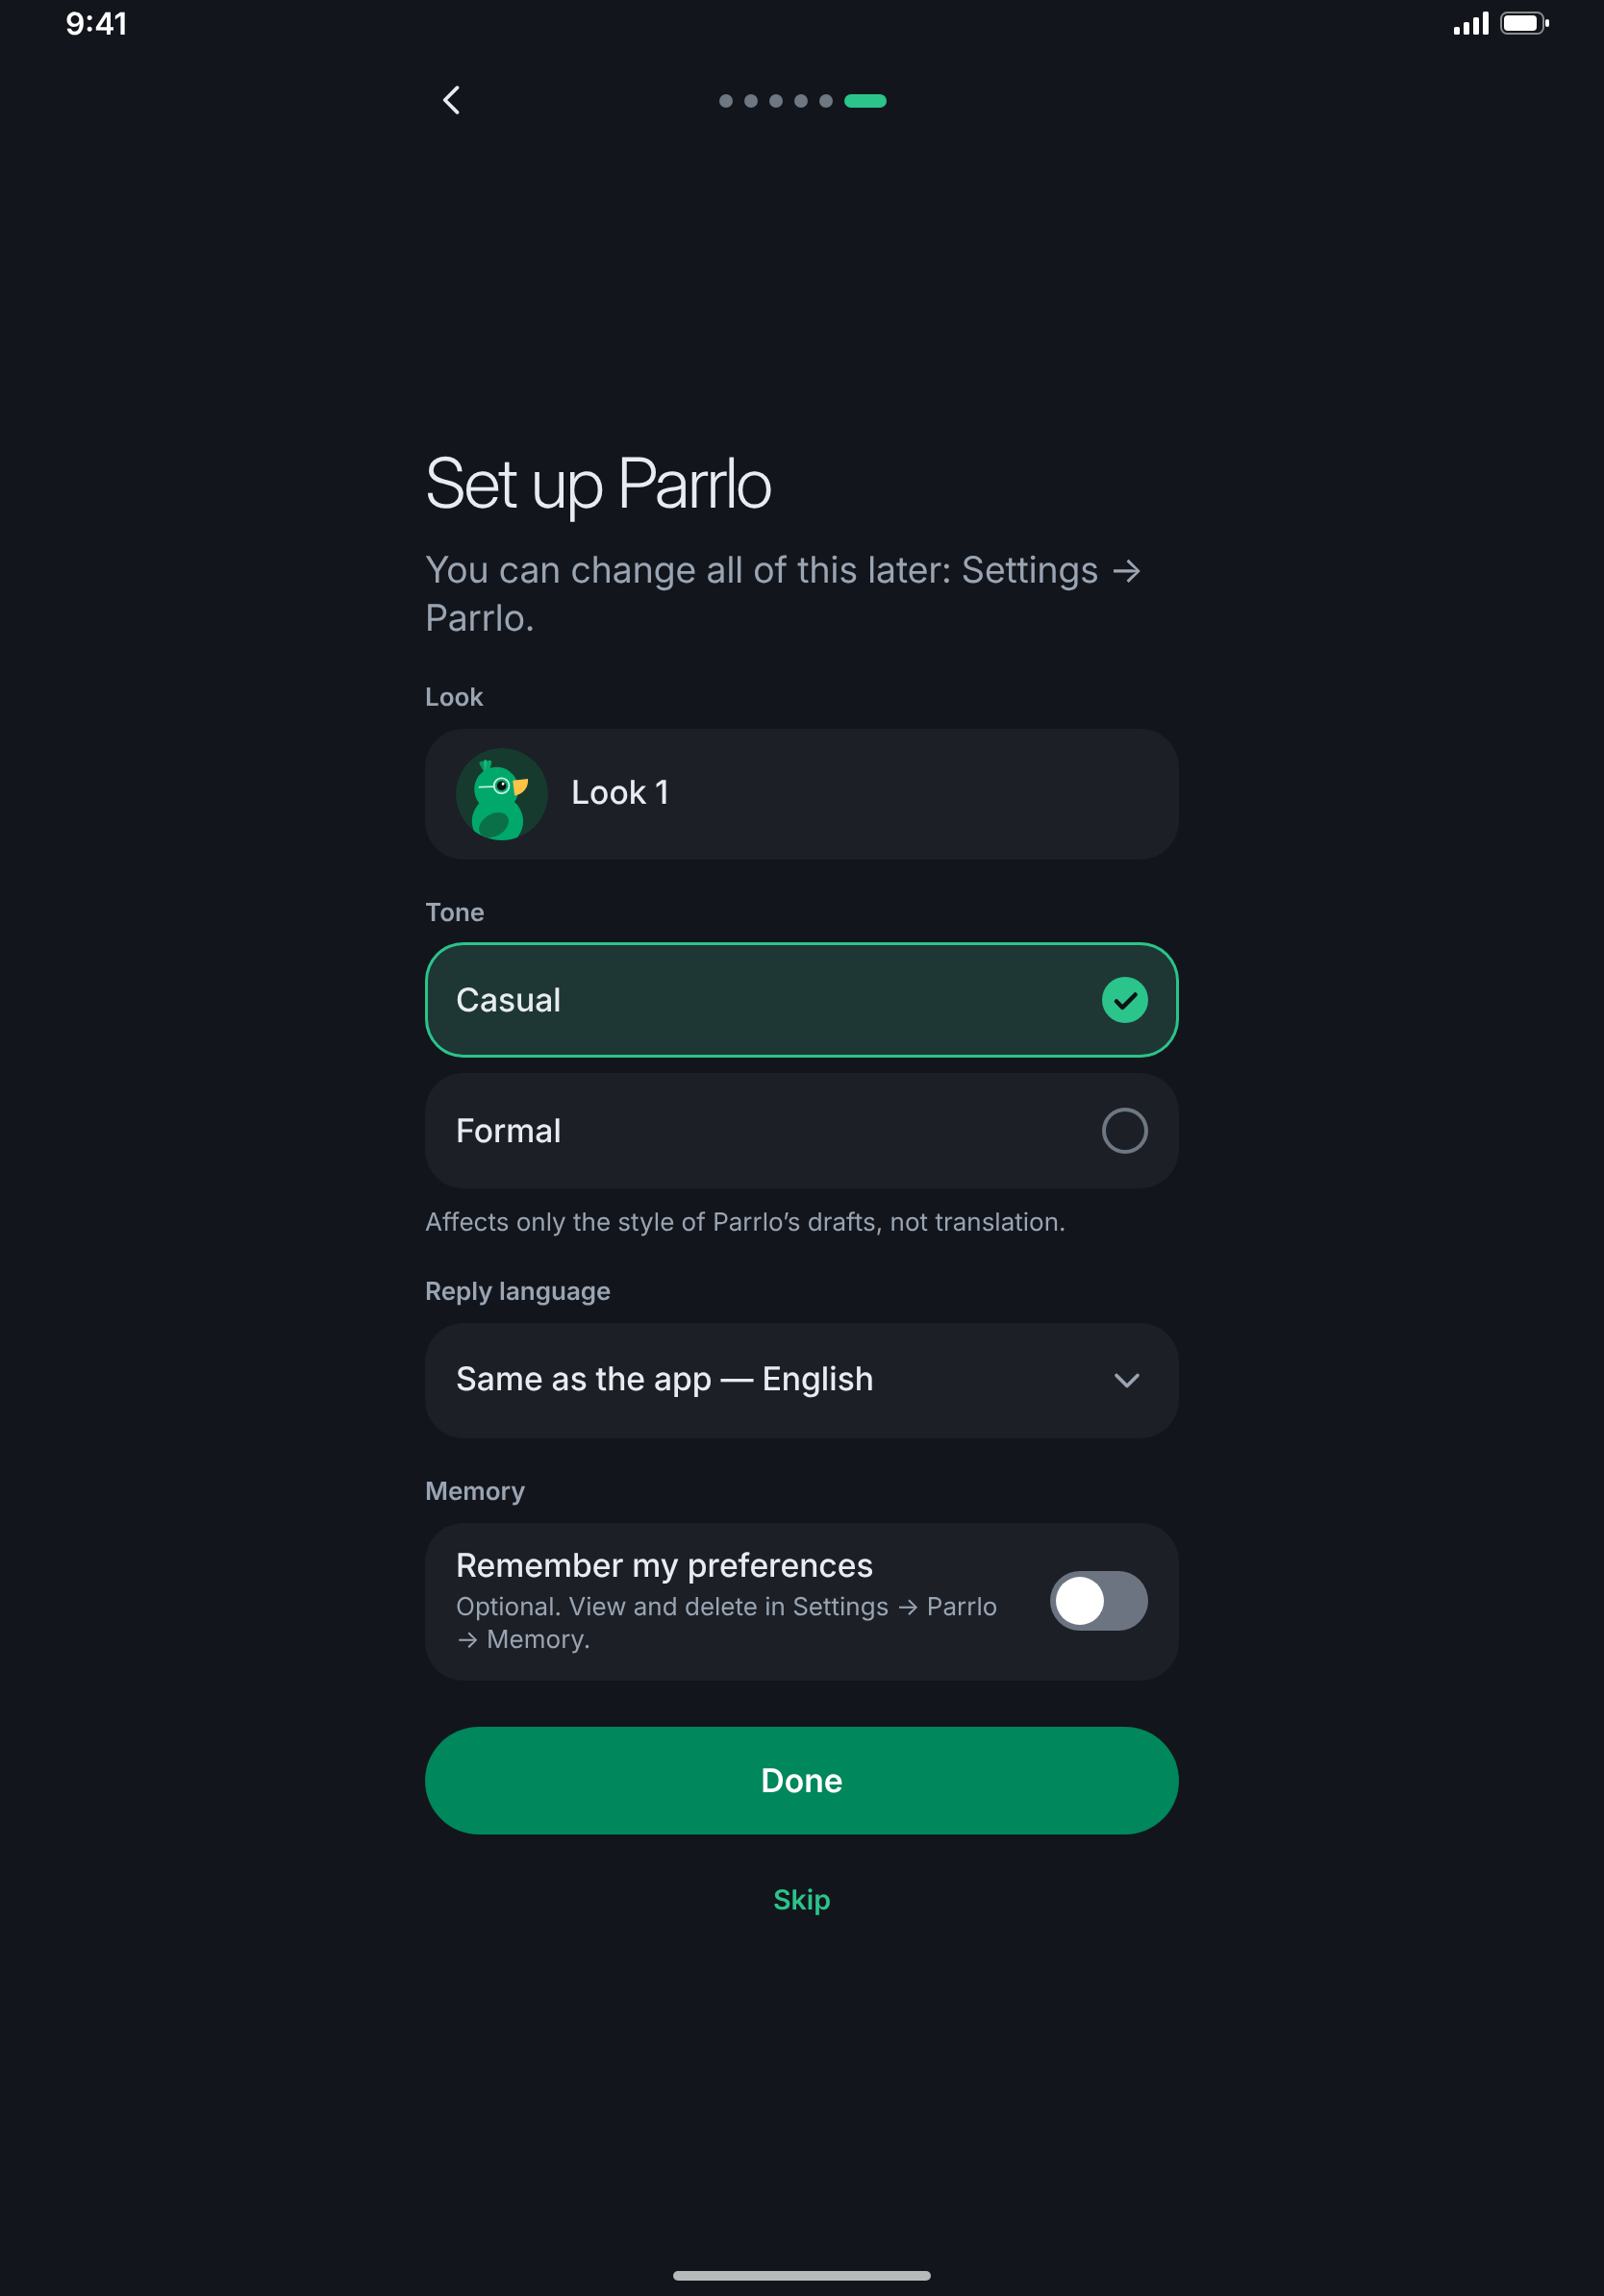 9:41
Set up Parrlo
You can change all of this later: Settings →
Parrlo.
Look
Look 1
Tone
Casual
Formal
Affects only the style of Parrlo’s drafts, not translation.
Reply language
Same as the app — English
Memory
Remember my preferences
Optional. View and delete in Settings → Parrlo
→ Memory.
Done
Skip